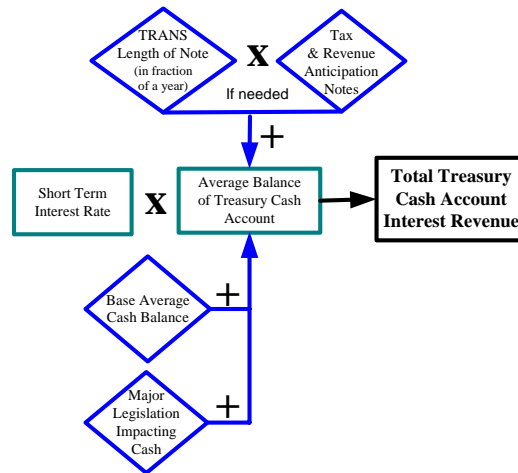 TRANS
Length of Note
(in fraction
of a year)
X
Tax
& Revenue
Anticipation
Notes
If needed
+
Short Term
Interest Rate
X
Average Balance
of Treasury Cash
Account
Total Treasury
Cash Account
Interest Revenue
Base Average
Cash Balance
+
Major
Legislation
Impacting
Cash
+